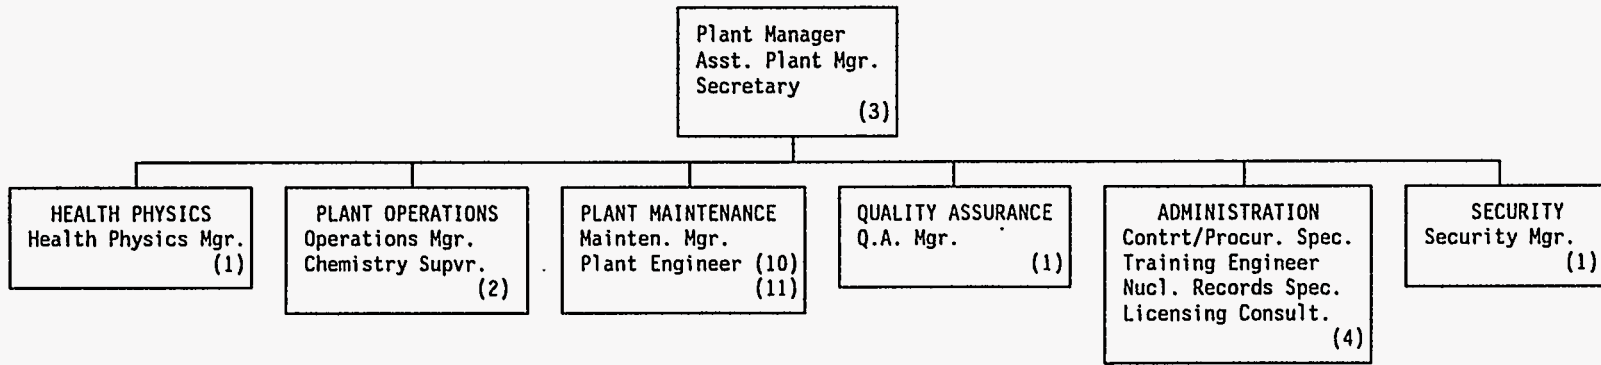 Plant Manager
Asst. Plant Mgr.
Secretary
(3)
HEALTH PHYSICS
Health Physics Mgr.
(1)
PLANT OPERATIONS
Operations Mgr.
Chemistry Supvr.
(2)
PLANT MAINTENANCE
Mainten. Mgr.
Plant Engineer (10)
(11)
QUALITY ASSURANCE
Q.A. Mgr.
(1)
ADMINISTRATION
Contrt/Procur. Spec.
Training Engineer
Nucl. Records Spec.
Licensing Consult.
(4)
SECURITY
Security Mgr.
(1)